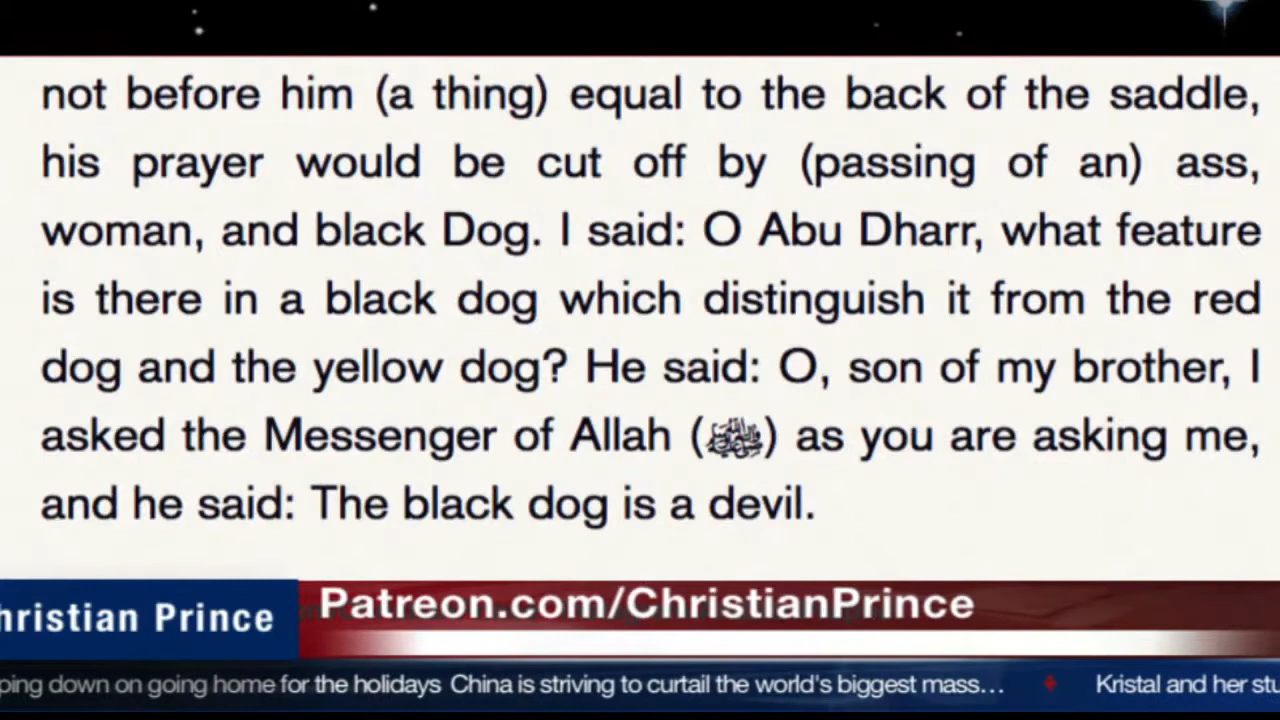 not before him (a thing) equal to the back of the saddle,
his prayer would be cut off by (passing of an) ass,
woman, and black Dog. I said: O Abu Dharr, what feature
is there in a black dog which distinguish it from the red
dog and the yellow dog? He said: O, son of my brother, I
asked the Messenger of Allah (ﷺ) as you are asking me,
and he said: The black dog is a devil.
hristian Prince
Patreon.com/ChristianPrince
ping down on going home for the holidays China is striving to curtail the world's biggest mass... Kristal and her stu